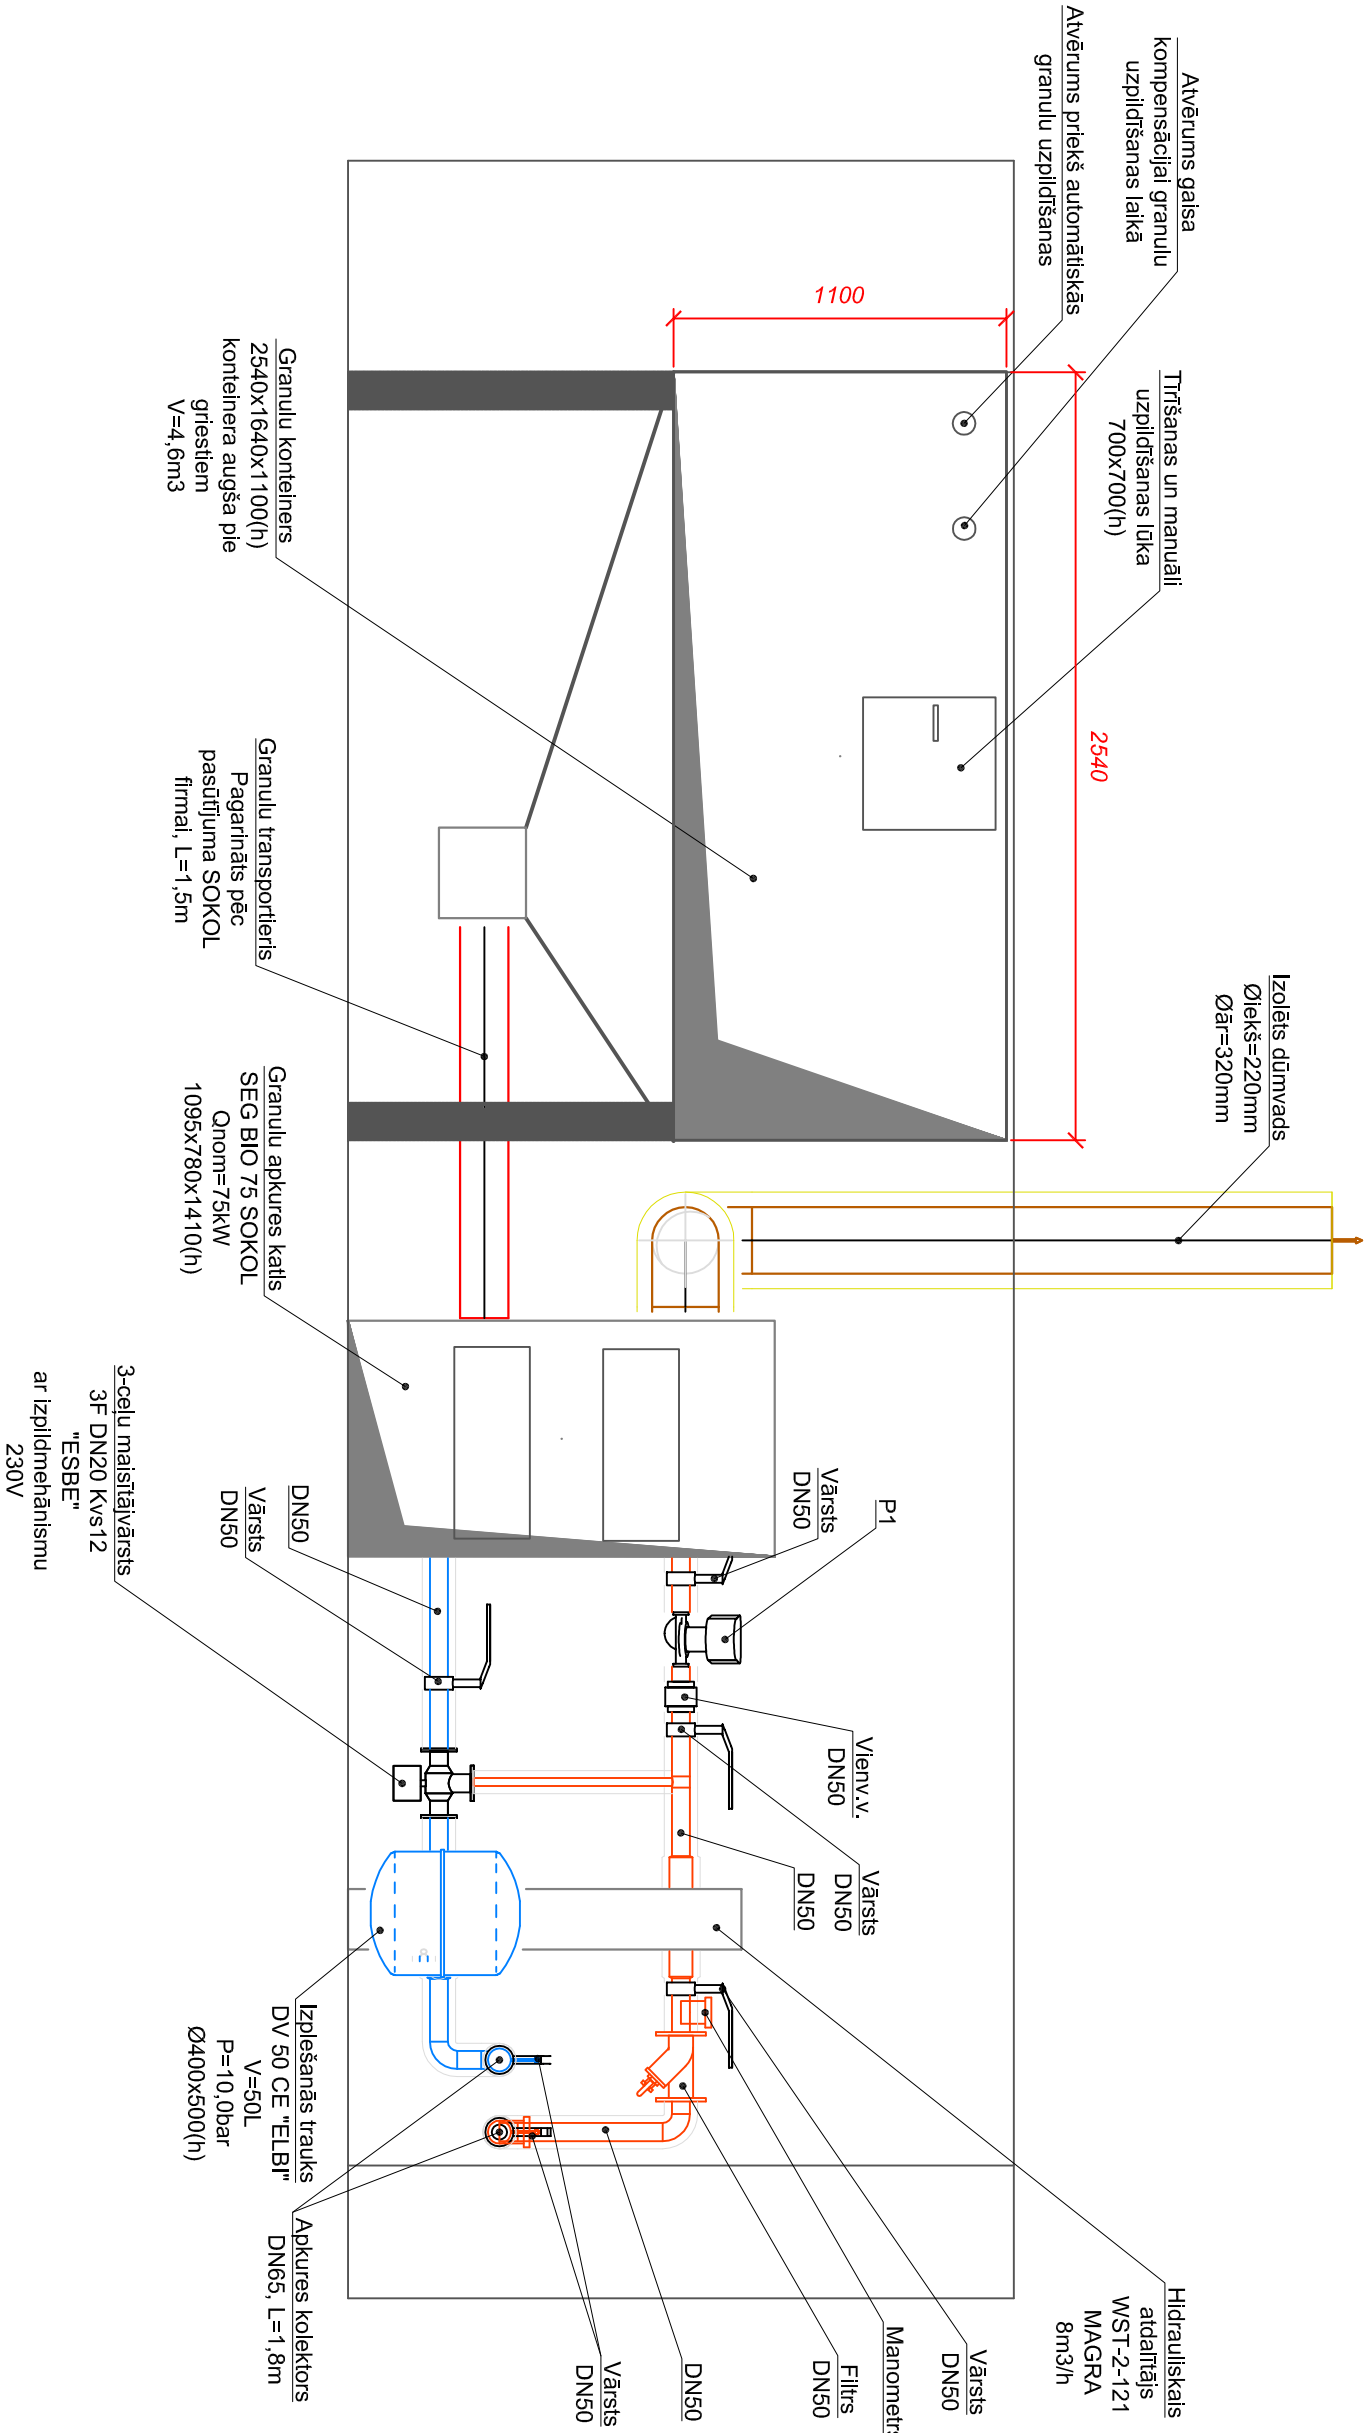 Atvērums gaisa
kompensācijai granulu
uzpildīšanas laikā
Atvērums priekš automātiskās
granulu uzpildīšanas
Tīrīšanas un manuāli
uzpildīšanas lūka
700x700(h)
1100
2540
Izolēts dūmvads
Øiekš=220mm
Øār=320mm
Granulu konteiners
2540x1640x1100(h)
konteinera augša pie
griestiem
V=4,6m3
Granulu transportieris
Pagarināts pēc
pasūtījuma SOKOL
firmai, L=1,5m
Granulu apkures katls
SEG BIO 75 SOKOL
Qnom=75kW
1095x780x1410(h)
3-ceļu maisītājvārsts
3F DN20 Kvs12
"ESBE"
ar izpildmehānismu
230V
Vārsts
DN50
DN50
Vārsts
DN50
P1
Vienv.v.
DN50
Vārsts
DN50
DN50
Izplešanās trauks
DV 50 CE "ELBI"
V=50L
P=10,0bar
Ø400x500(h)
Apkures kolektors
DN65, L=1,8m
Vārsts
DN50
DN50
Filtrs
DN50
Manometrs
Vārsts
DN50
Hidrauliskais
atdalītājs
WST-2-121
MAGRA
8m3/h